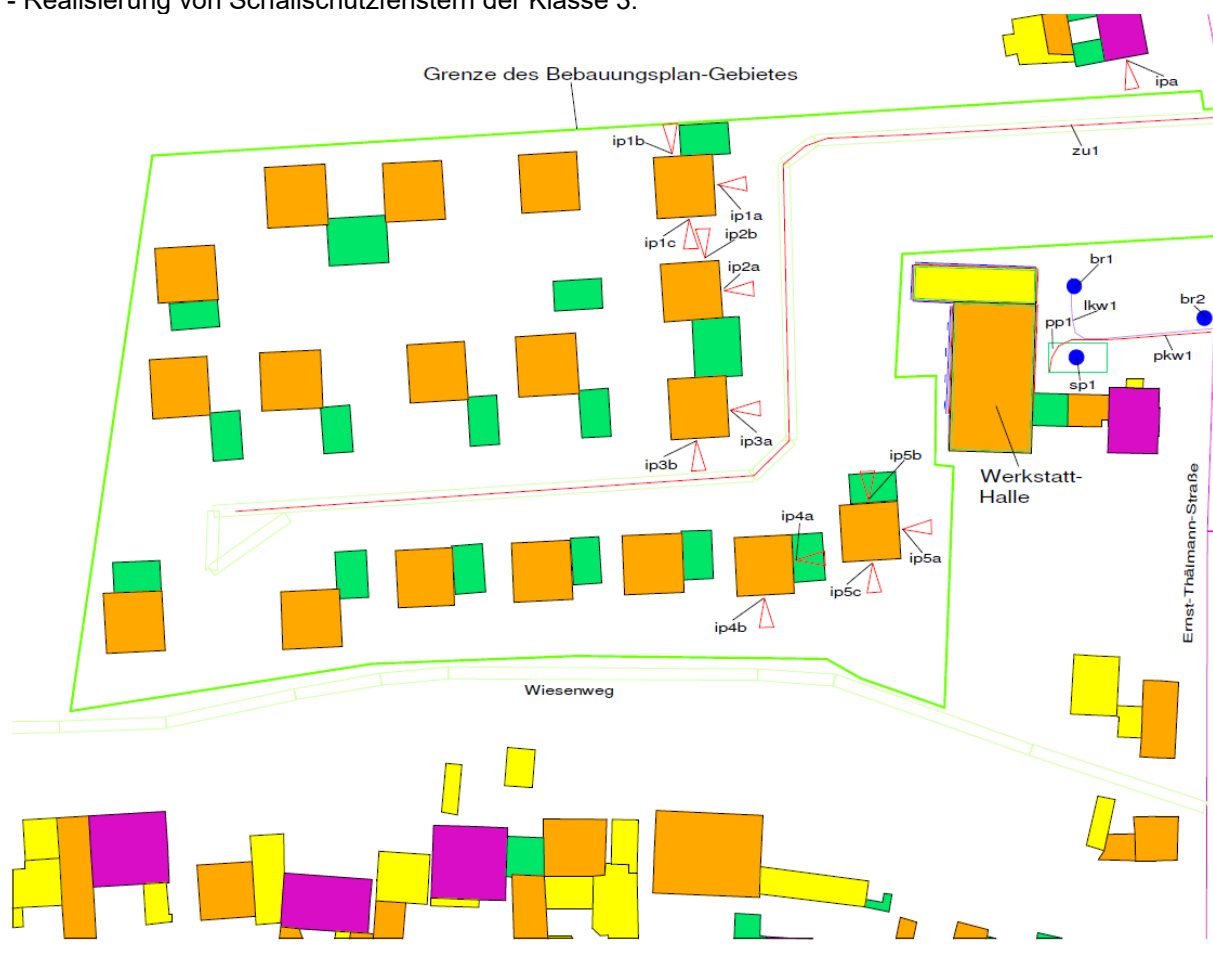 - Realisierung von Schallschutzfenstern der Klasse 3.
Grenze des Bebauungsplan-Gebietes
ipa
ip1b
zu1
ip1a
ip1c
ip2b
ip2a
br1
br2
lkw1
pp1
pkw1
sp1
ip3a
ip3b
ip5b
Werkstatt-
Halle
ip4a
ip5a
ip5c
ip4b
Ernst-Thälmann-Straße
Wiesenweg